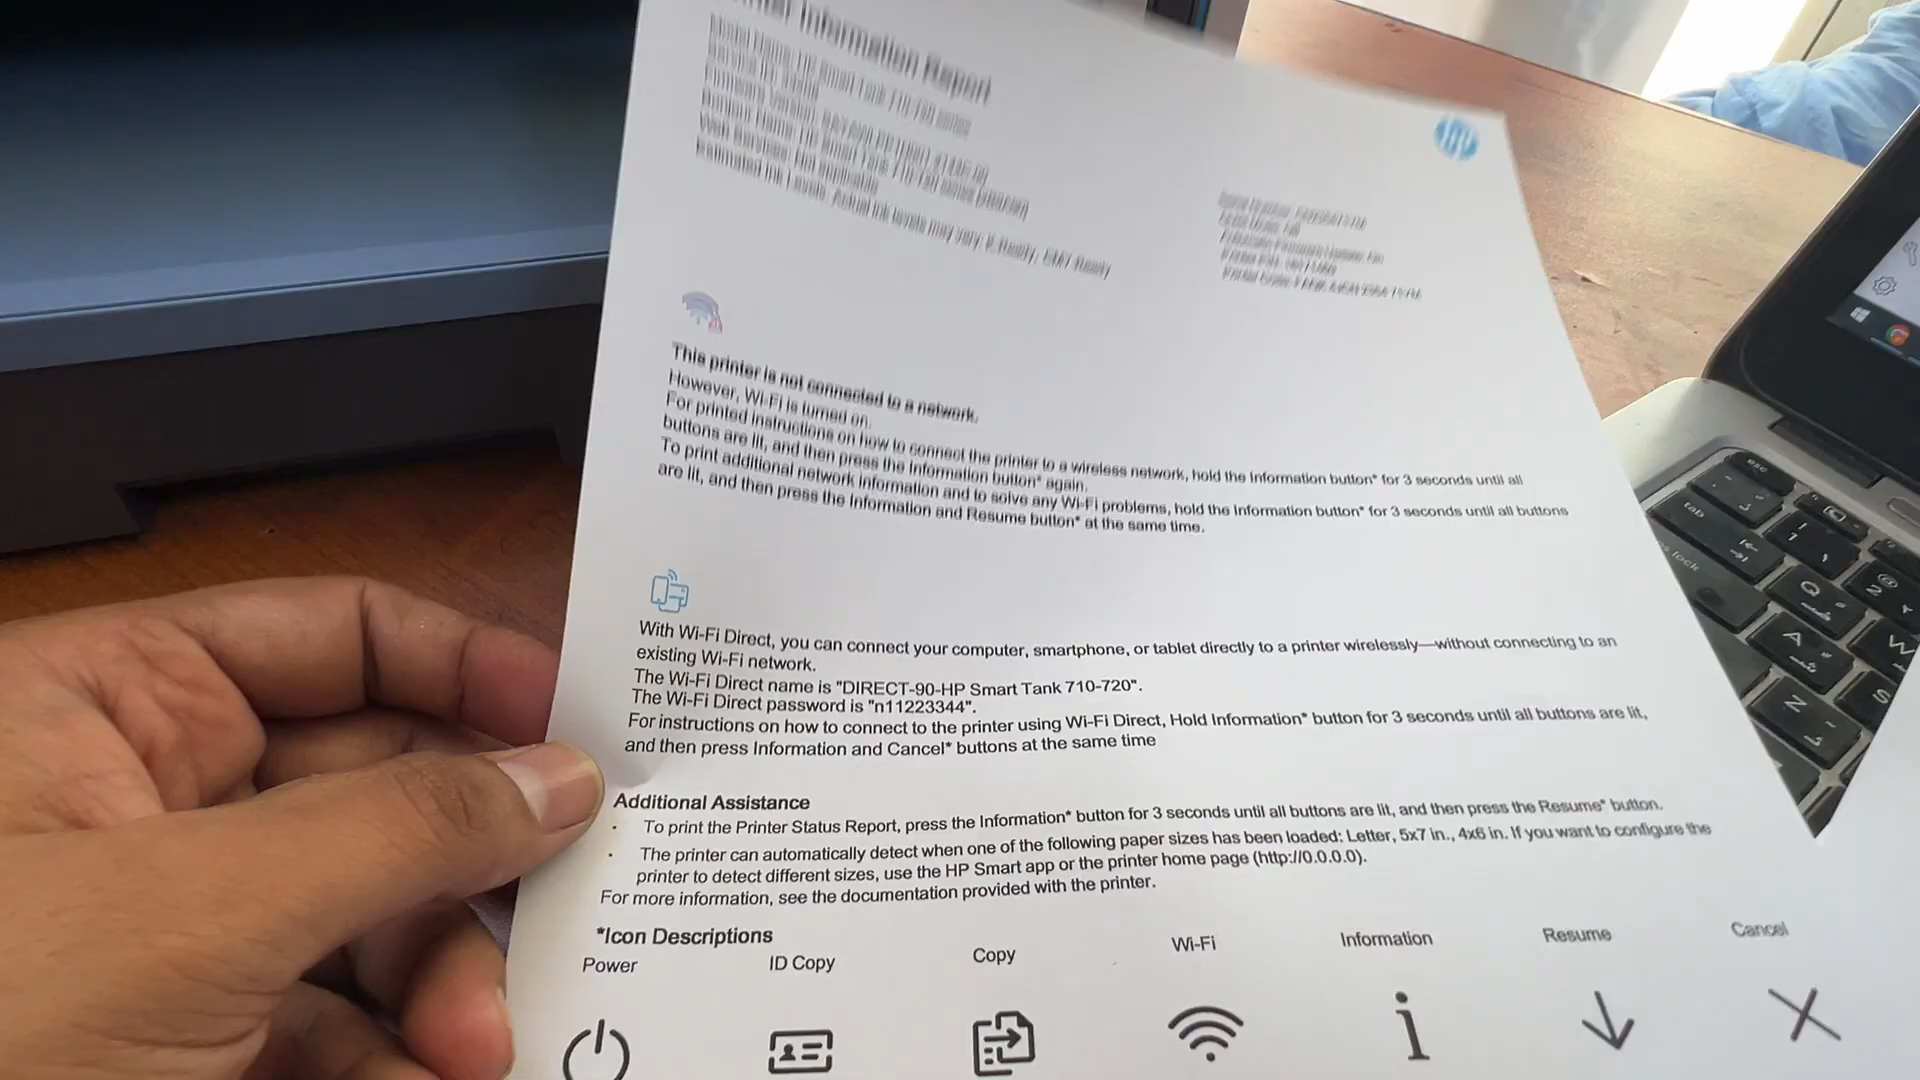 Information Report
hp
This printer is not connected to a network.
However, Wi-Fi is turned on.
For printed instructions on how to connect the printer to a wireless network, hold the Information button* for 3 seconds until all
buttons are lit, and then press the Information button* again.
To print additional network information and to solve any Wi-Fi problems, hold the Information button* for 3 seconds until all buttons
are lit, and then press the Information and Resume button* at the same time.
With Wi-Fi Direct, you can connect your computer, smartphone, or tablet directly to a printer wirelessly—without connecting to an
existing Wi-Fi network.
The Wi-Fi Direct name is "DIRECT-90-HP Smart Tank 710-720".
The Wi-Fi Direct password is "n11223344".
For instructions on how to connect to the printer using Wi-Fi Direct, Hold Information* button for 3 seconds until all buttons are lit,
and then press Information and Cancel* buttons at the same time
Additional Assistance
· To print the Printer Status Report, press the Information* button for 3 seconds until all buttons are lit, and then press the Resume* button.
· The printer can automatically detect when one of the following paper sizes has been loaded: Letter, 5x7 in., 4x6 in. If you want to configure the
printer to detect different sizes, use the HP Smart app or the printer home page (http://0.0.0.0).
For more information, see the documentation provided with the printer.
*Icon Descriptions
Power ID Copy Copy Wi-Fi Information Resume Cancel
esc
tab
Q
A
Z
W
S